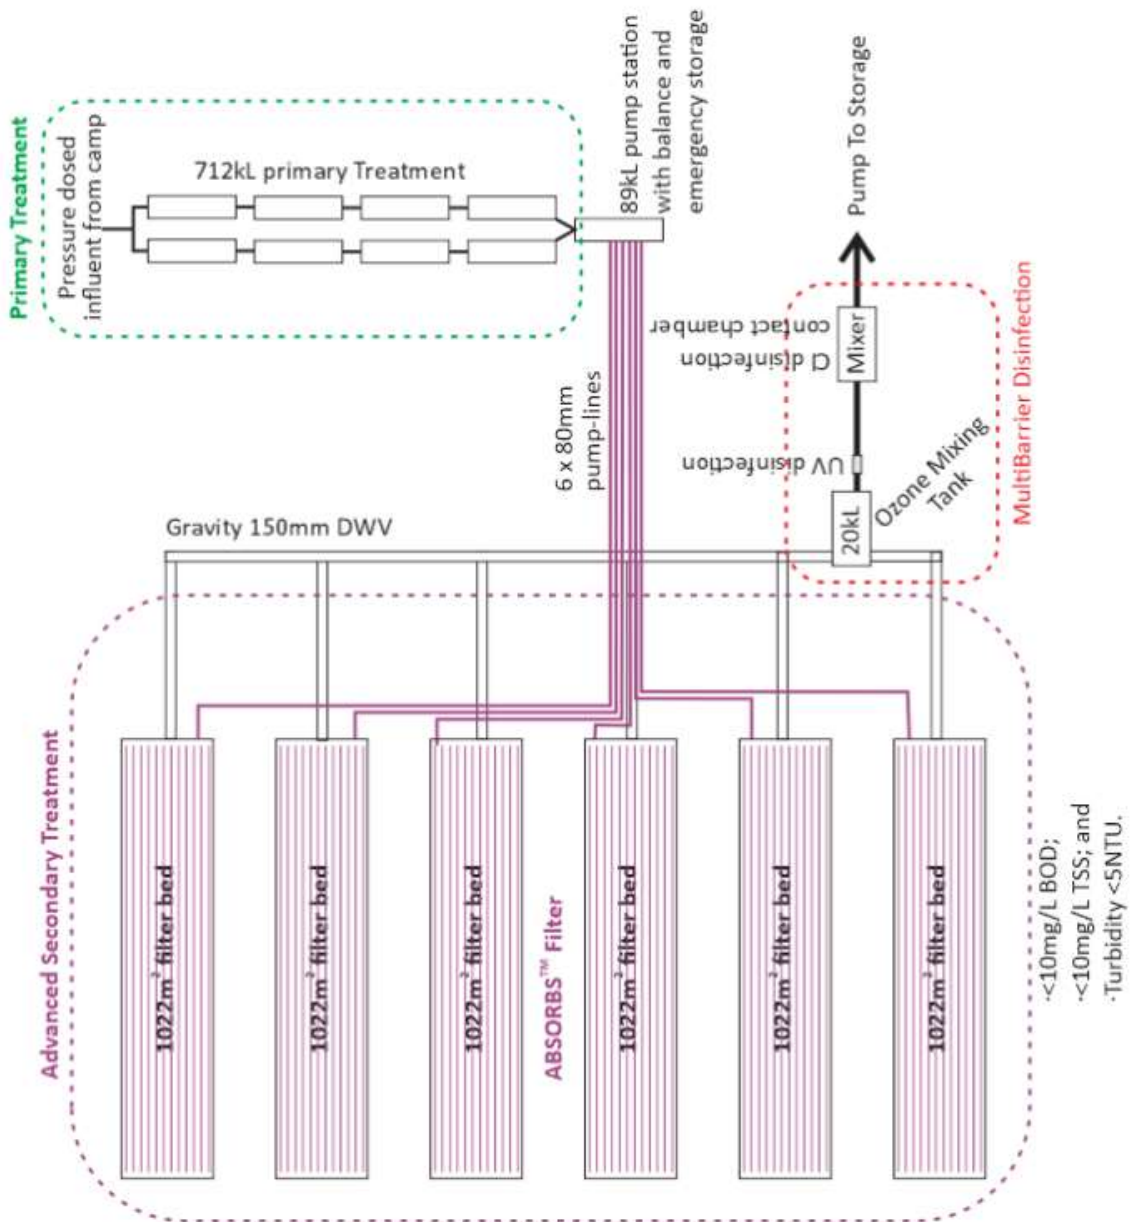 Primary Treatment
Pressure dosed
influent from camp
712kL primary Treatment
89kL pump station
with balance and
emergency storage
6 x 80mm
pump-lines
Gravity 150mm DWV
Advanced Secondary Treatment
1022m² filter bed
1022m² filter bed
1022m² filter bed
ABSORBS™ Filter
1022m² filter bed
1022m² filter bed
1022m² filter bed
·<10mg/L BOD;
·<10mg/L TSS; and
·Turbidity <5NTU.
20kL
Ozone Mixing
Tank
UV disinfection
Cl disinfection
contact chamber
Mixer
Pump To Storage
MultiBarrier Disinfection